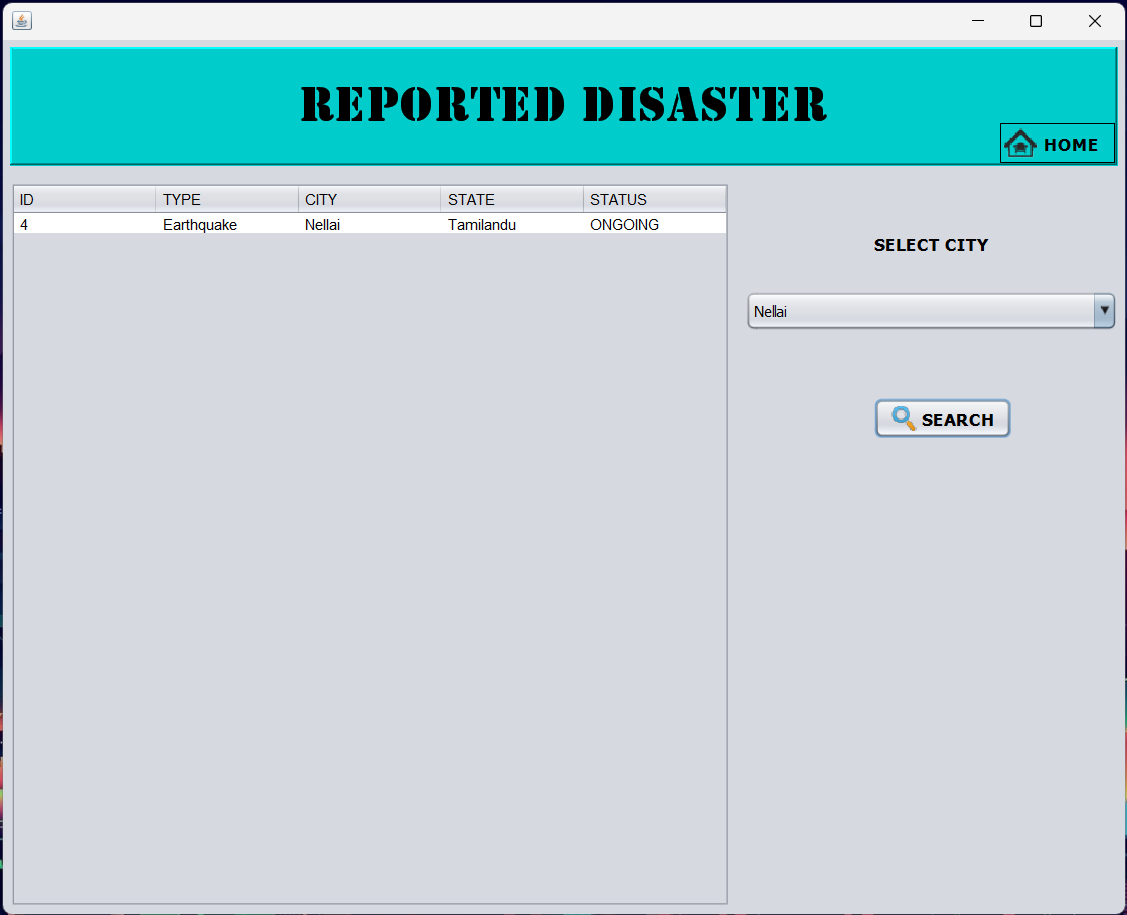 REPORTED DISASTER
HOME
ID TYPE CITY STATE STATUS
4 Earthquake Nellai Tamilandu ONGOING
SELECT CITY
Nellai
SEARCH